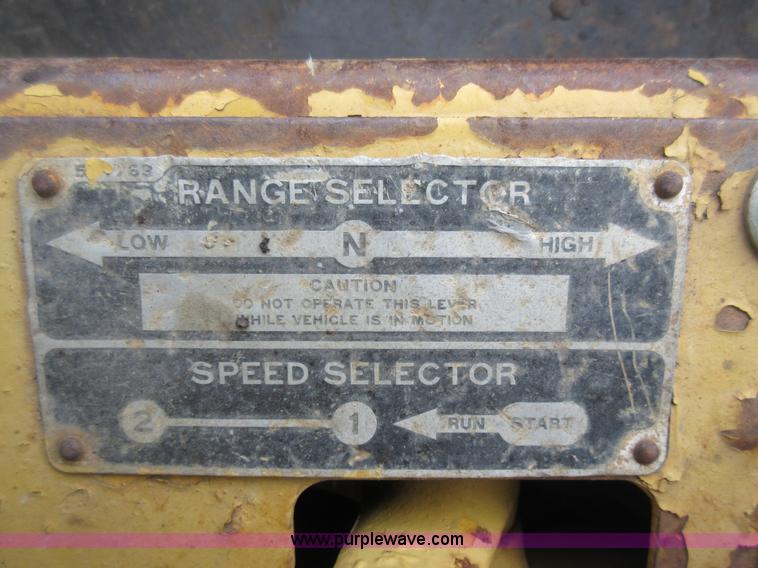 RANGE SELECTOR
LOW N HIGH
CAUTION
DO NOT OPERATE THIS LEVER
WHILE VEHICLE IS IN MOTION
SPEED SELECTOR
2 1 RUN START
www.purplewave.com